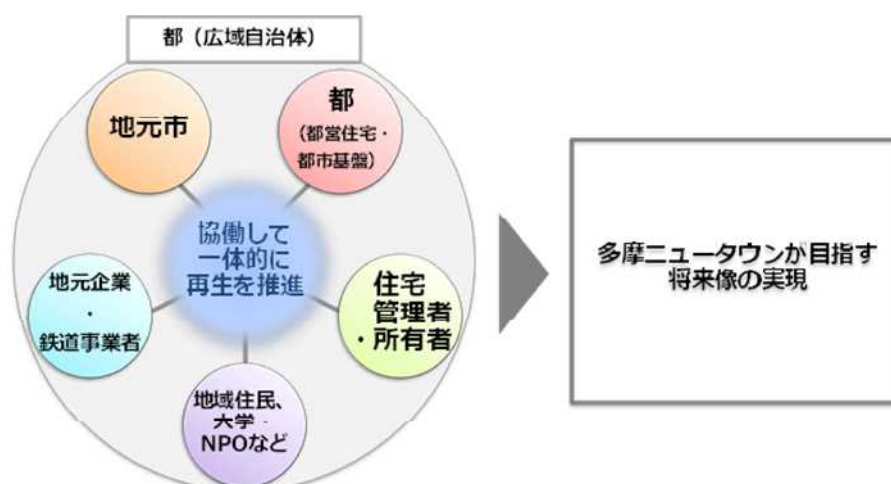 都（広域自治体）
地元市
都
（都営住宅・
都市基盤）
協働して
一体的に
再生を推進
地元企業
・
鉄道事業者
住宅
管理者
・所有者
地域住民、
大学・
NPOなど
多摩ニュータウンが目指す
将来像の実現